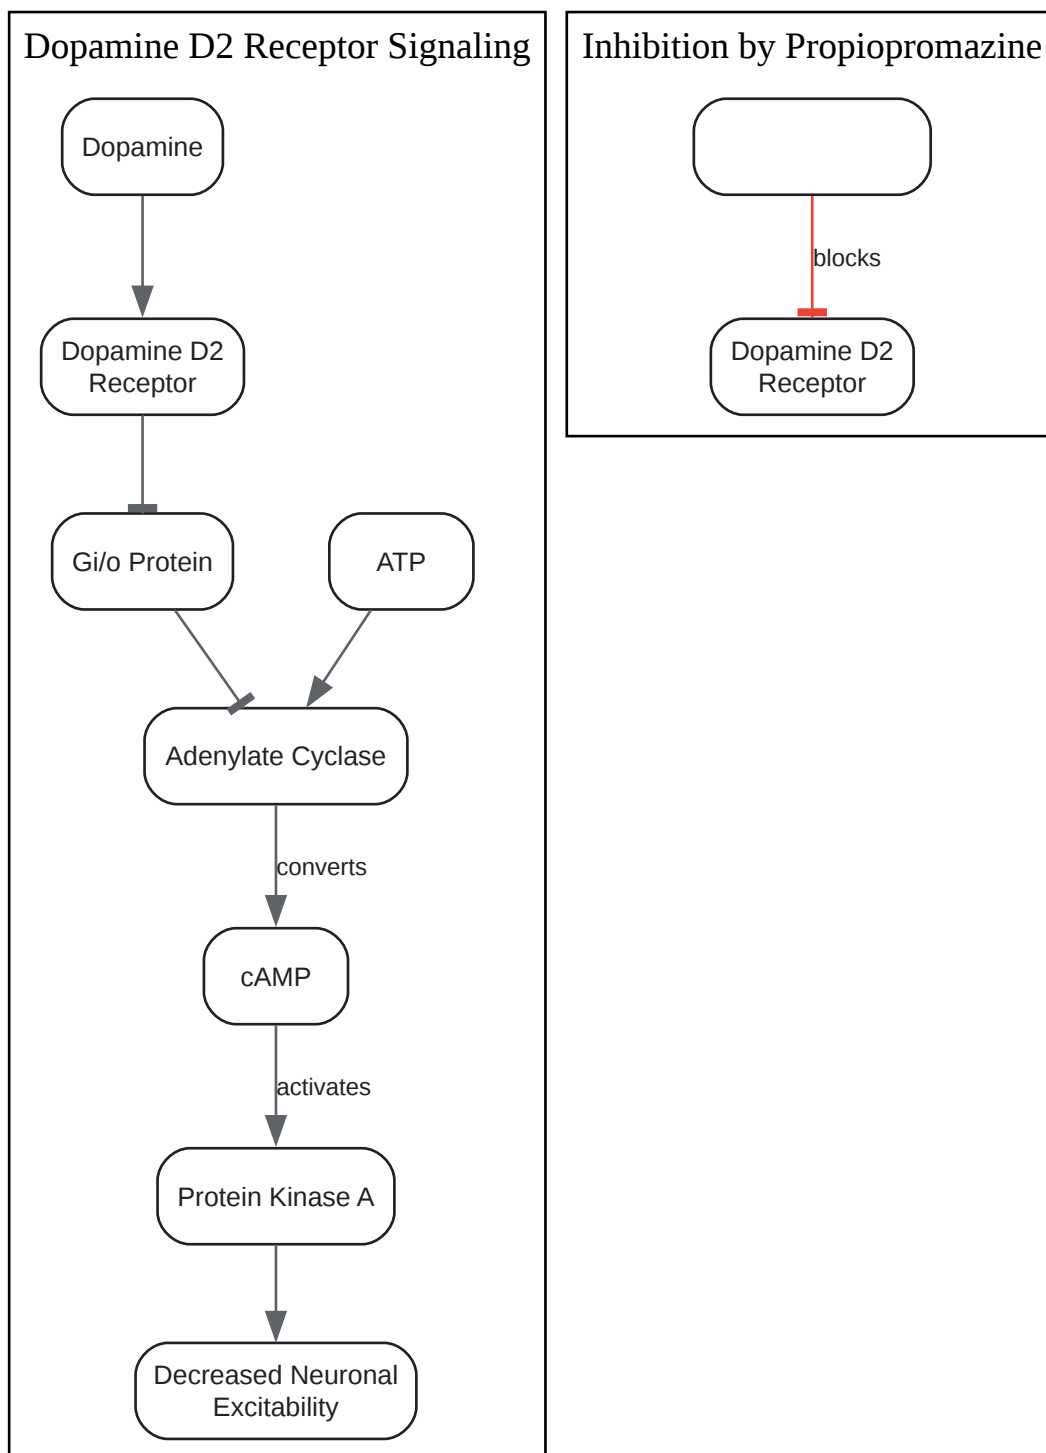 Dopamine D2 Receptor Signaling
Dopamine
Dopamine D2
Receptor
Gi/o Protein
ATP
Adenylate Cyclase
converts
cAMP
activates
Protein Kinase A
Decreased Neuronal
Excitability
Inhibition by Propiopromazine
blocks
Dopamine D2
Receptor